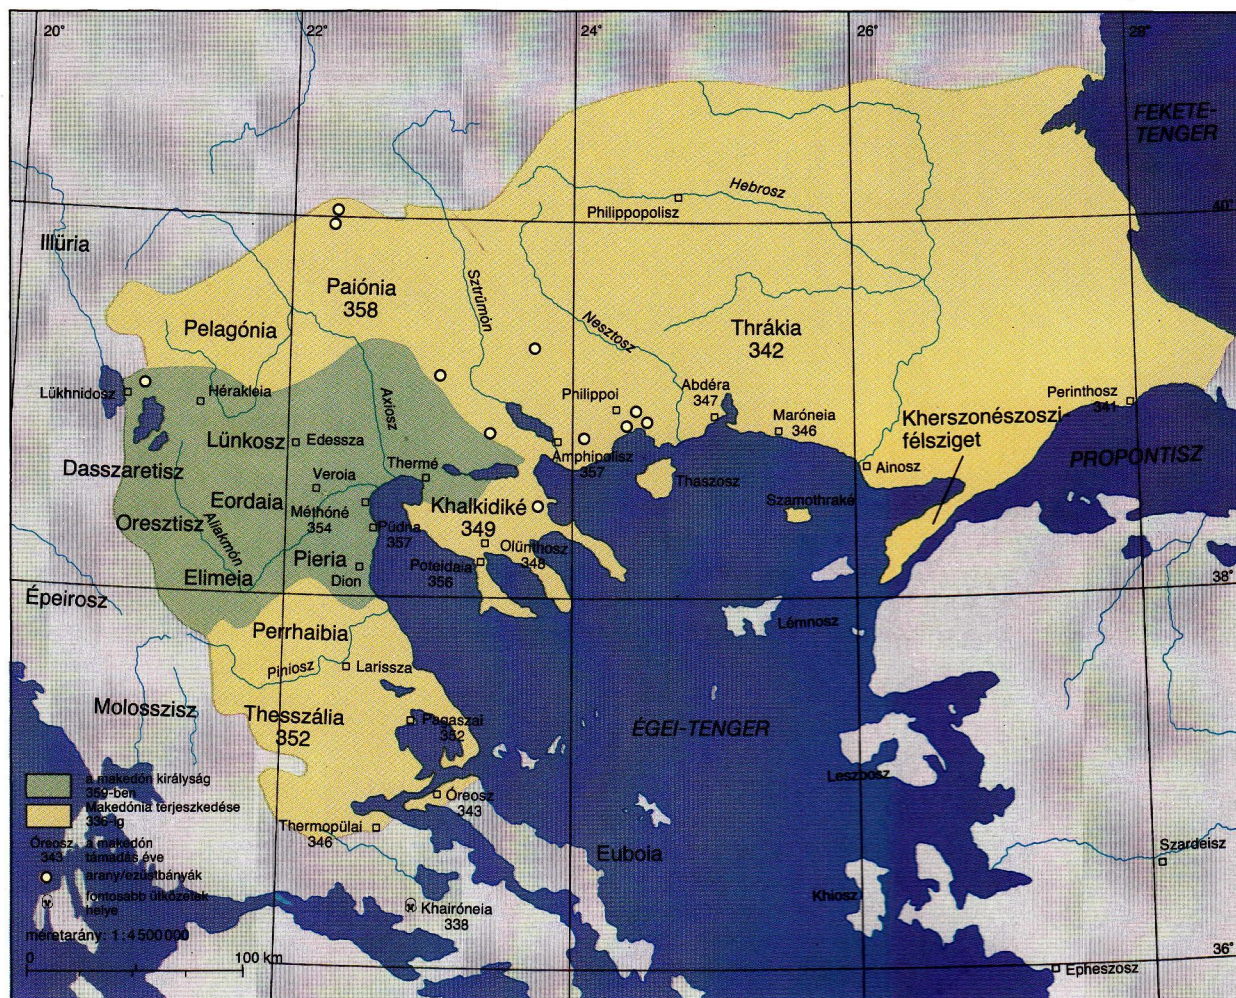 20°
22°
24°
26°
28°
FEKETE-
TENGER
40°
Illüria
Hebrosz
Philippopolisz
Paiónia
358
Sztrümón
Pelagónia
Nesztosz
Thrákia
342
Lükhnidosz
Hérakleia
Axiosz
Philippoi
Abdéra
347
Perinthosz
341
Maróneia
346
Kherszonészoszi-
félsziget
Lünkosz
Edessza
Amphipolisz
357
PROPONTISZ
Dasszaretisz
Veroia
Thermé
Ainosz
Thaszosz
Eordaia
Khalkidiké
349
Szamothraké
Méthóné
354
Oresztisz
Aliakmón
Püdna
357
Olünthosz
348
Pieria
Poteidaia
356
Elimeia
Dion
38°
Épeirosz
Lémnosz
Perrhaibia
Piniosz
Larissza
Molosszisz
Thesszália
352
Pagaszai
352
ÉGEI-TENGER
Leszbosz
a makedón királyság
359-ben
Makedónia terjeszkedése
336-ig
Óreosz
343
Óreosz
343
a makedón
támadás éve
Thermopülai
346
Euboia
Szardeisz
arany/ezüstbányák
fontosabb ütközetek
helye
Khiosz
Khairóneia
338
méretarány: 1:4500000
0
100 km
36°
Epheszosz